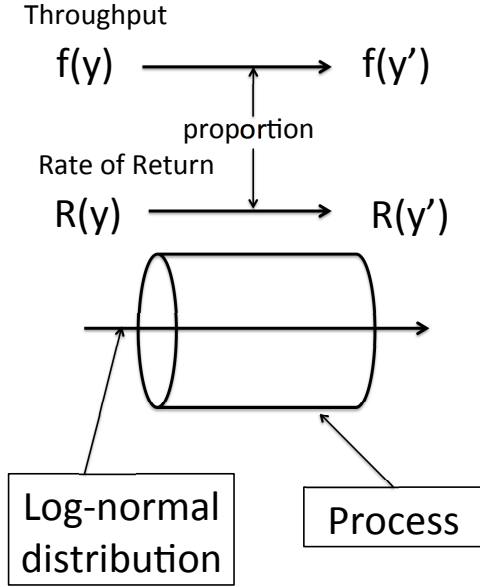 Throughput
f(y) f(y’)
proportion
Rate of Return
R(y) R(y’)
Log-normal
distribution
Process